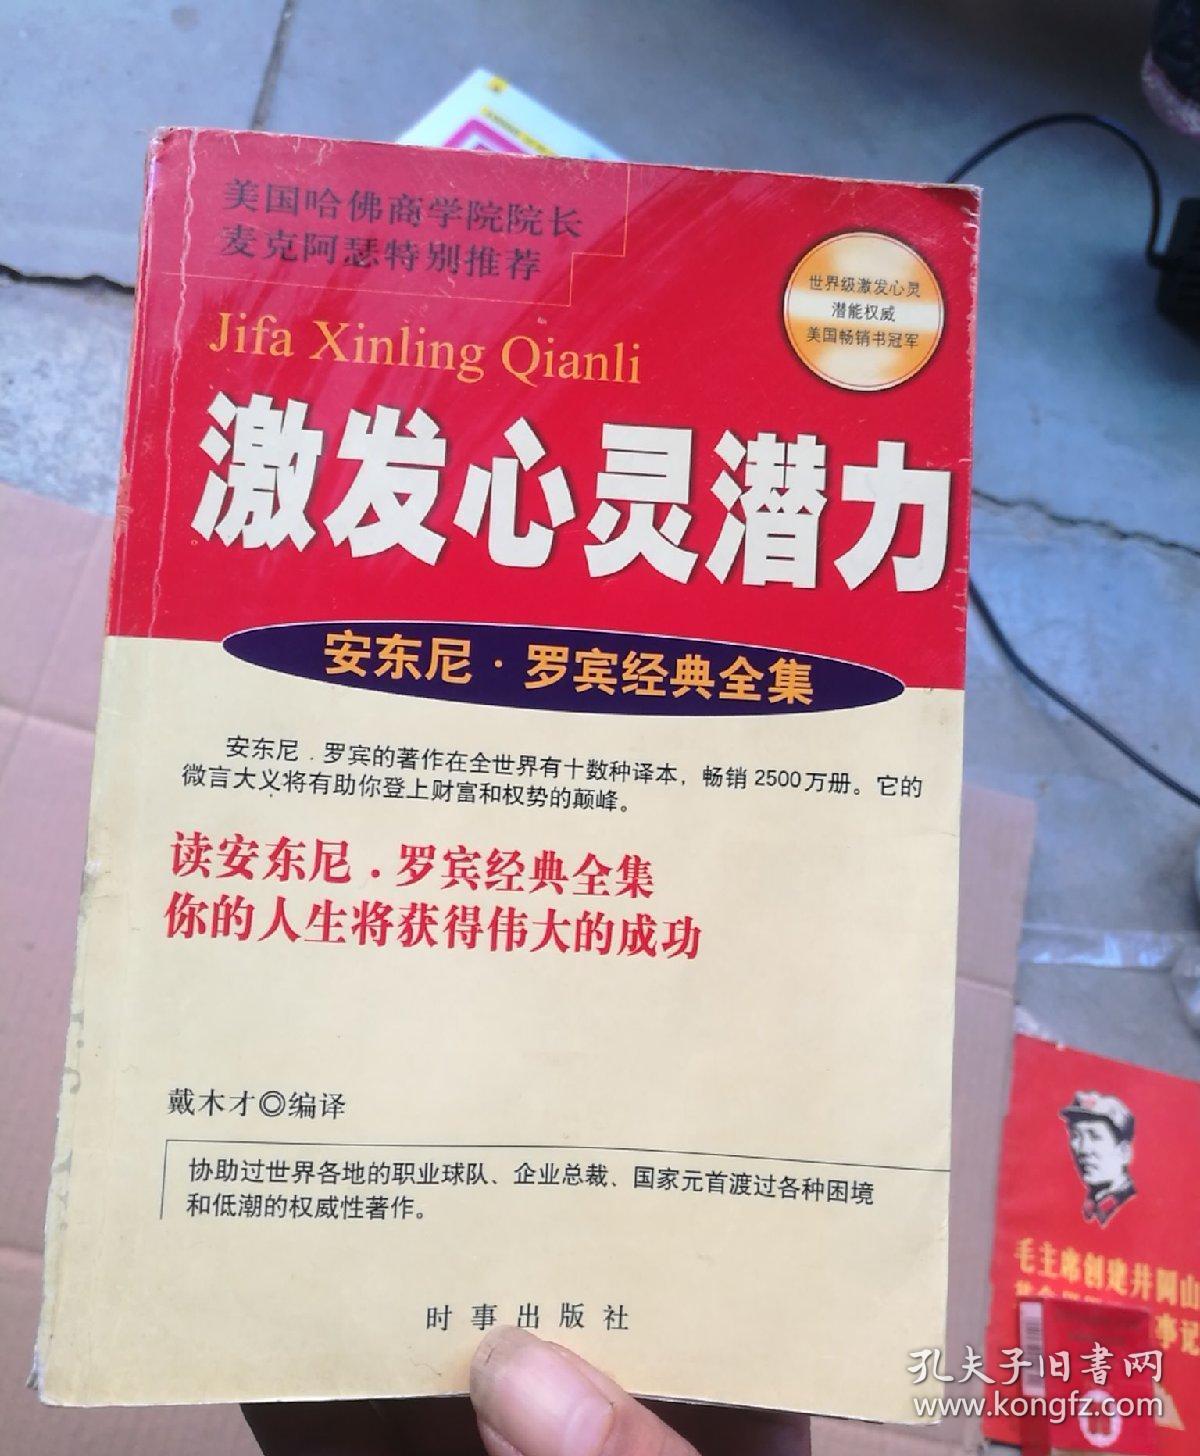 美国哈佛商学院院长
麦克阿瑟特别推荐
世界级激发心灵
潜能权威
美国畅销书冠军
Jifa Xinling Qianli
激发心灵潜力
安东尼·罗宾经典全集
安东尼．罗宾的著作在全世界有十数种译本，畅销2500万册。它的
微言大义将有助你登上财富和权势的颠峰。
读安东尼．罗宾经典全集
你的人生将获得伟大的成功
戴木才◎编译
协助过世界各地的职业球队、企业总裁、国家元首渡过各种困境
和低潮的权威性著作。
时事出版社
毛主席创建井冈山
事记
孔夫子旧书网
www.kongfz.com